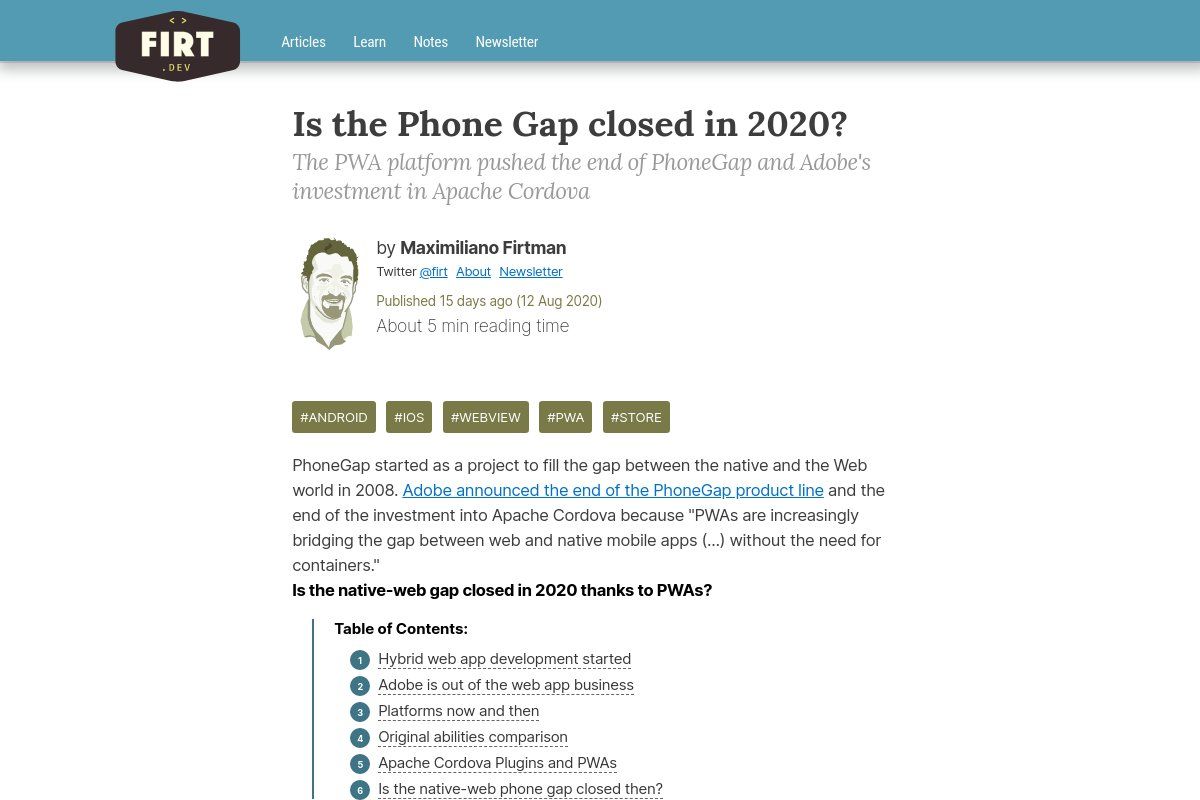 < >
FIRT
.DEV
Articles Learn Notes Newsletter
Is the Phone Gap closed in 2020?
The PWA platform pushed the end of PhoneGap and Adobe's
investment in Apache Cordova
by Maximiliano Firtman
Twitter @firt About Newsletter
Published 15 days ago (12 Aug 2020)
About 5 min reading time
#ANDROID #IOS #WEBVIEW #PWA #STORE
PhoneGap started as a project to fill the gap between the native and the Web
world in 2008. Adobe announced the end of the PhoneGap product line and the
end of the investment into Apache Cordova because "PWAs are increasingly
bridging the gap between web and native mobile apps (...) without the need for
containers."
Is the native-web gap closed in 2020 thanks to PWAs?
Table of Contents:
1 Hybrid web app development started
2 Adobe is out of the web app business
3 Platforms now and then
4 Original abilities comparison
5 Apache Cordova Plugins and PWAs
6 Is the native-web phone gap closed then?